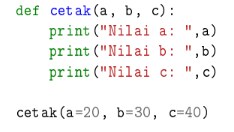 def cetak(a, b, c):
    print("Nilai a: ",a)
    print("Nilai b: ",b)
    print("Nilai c: ",c)

cetak(a=20, b=30, c=40)